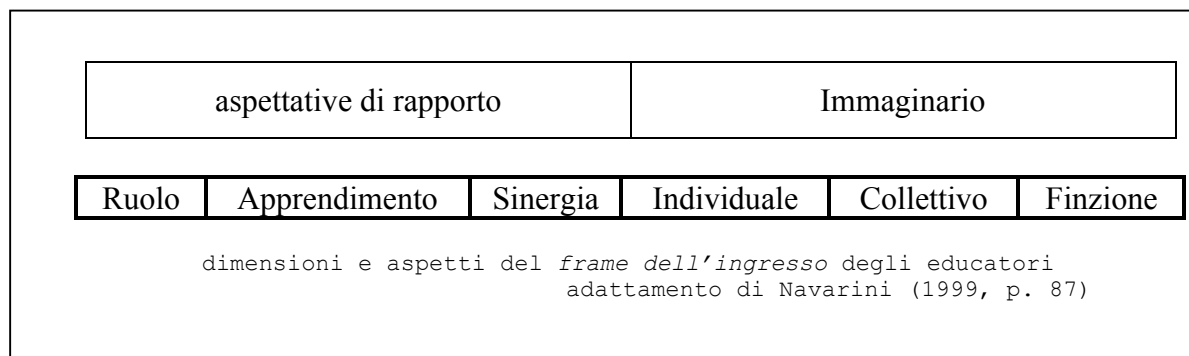 aspettative di rapporto Immaginario
Ruolo Apprendimento Sinergia Individuale Collettivo Finzione
dimensioni e aspetti del frame dell'ingresso degli educatori
adattamento di Navarini (1999, p. 87)